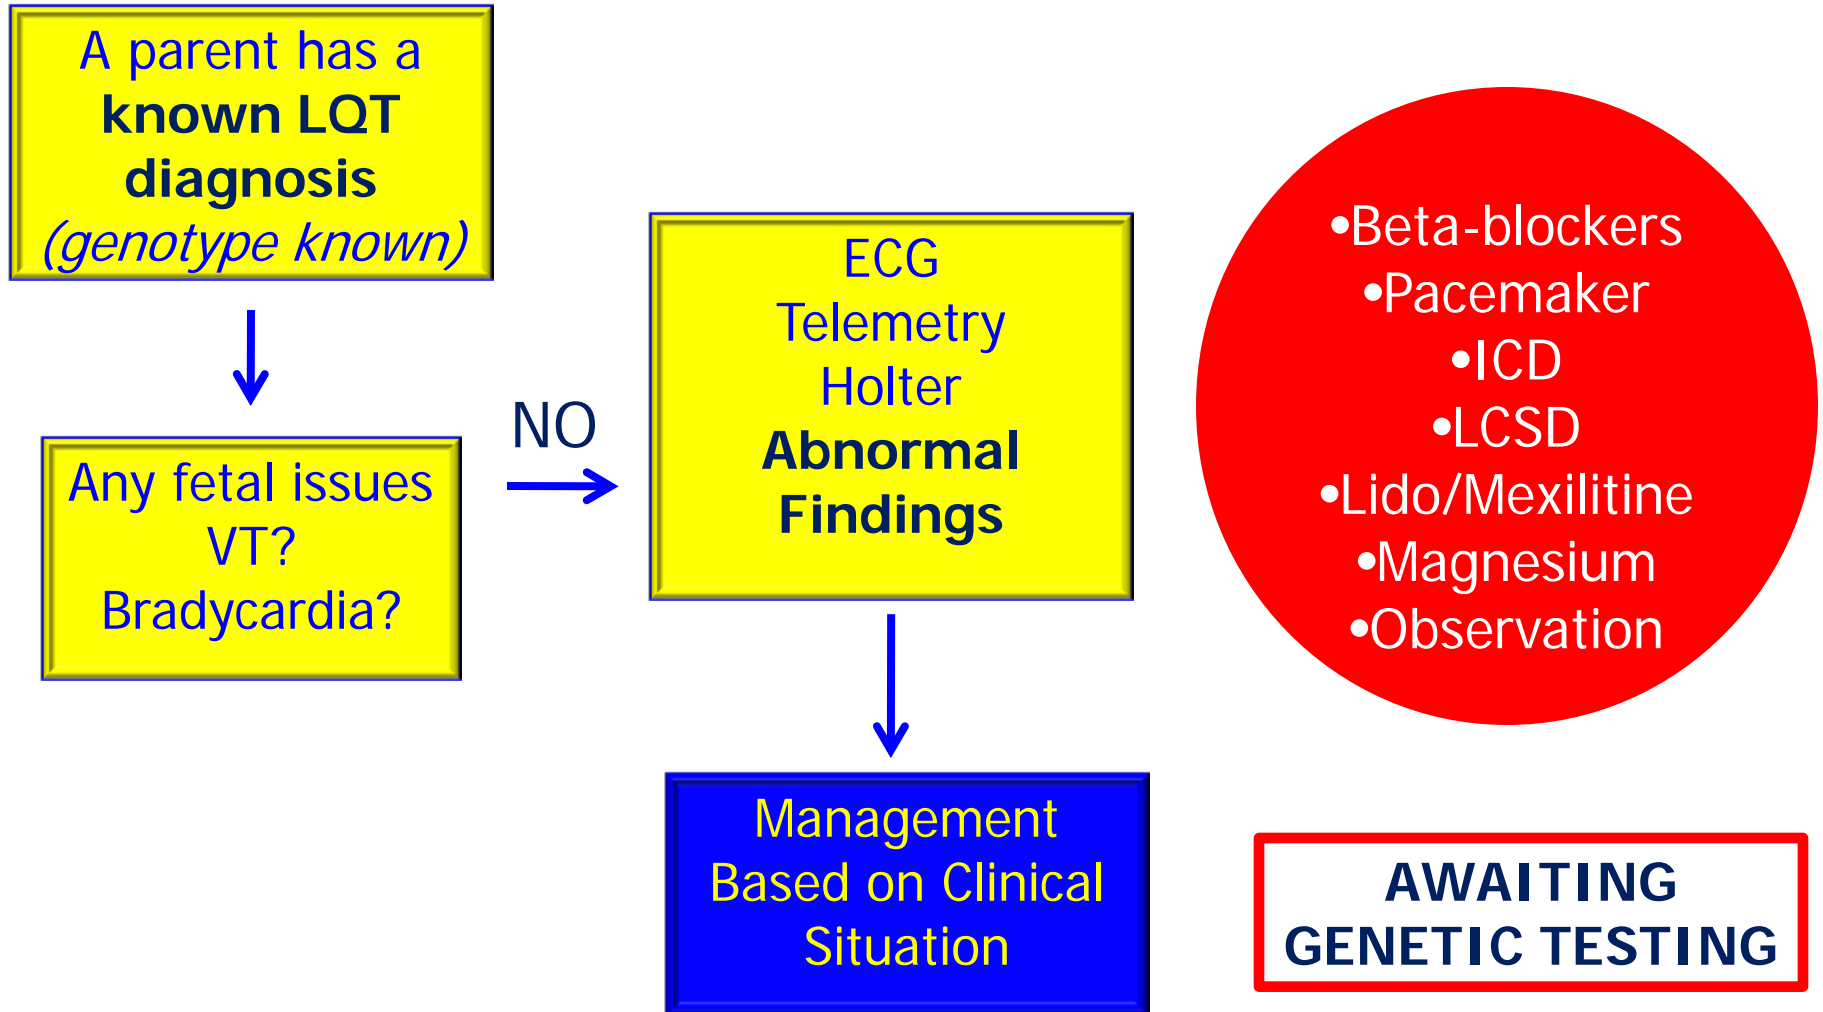 A parent has a
known LQT
diagnosis
(genotype known)
Any fetal issues
VT?
Bradycardia?
NO
ECG
Telemetry
Holter
Abnormal
Findings
Management
Based on Clinical
Situation
•Beta-blockers
•Pacemaker
•ICD
•LCSD
•Lido/Mexilitine
•Magnesium
•Observation
AWAITING
GENETIC TESTING